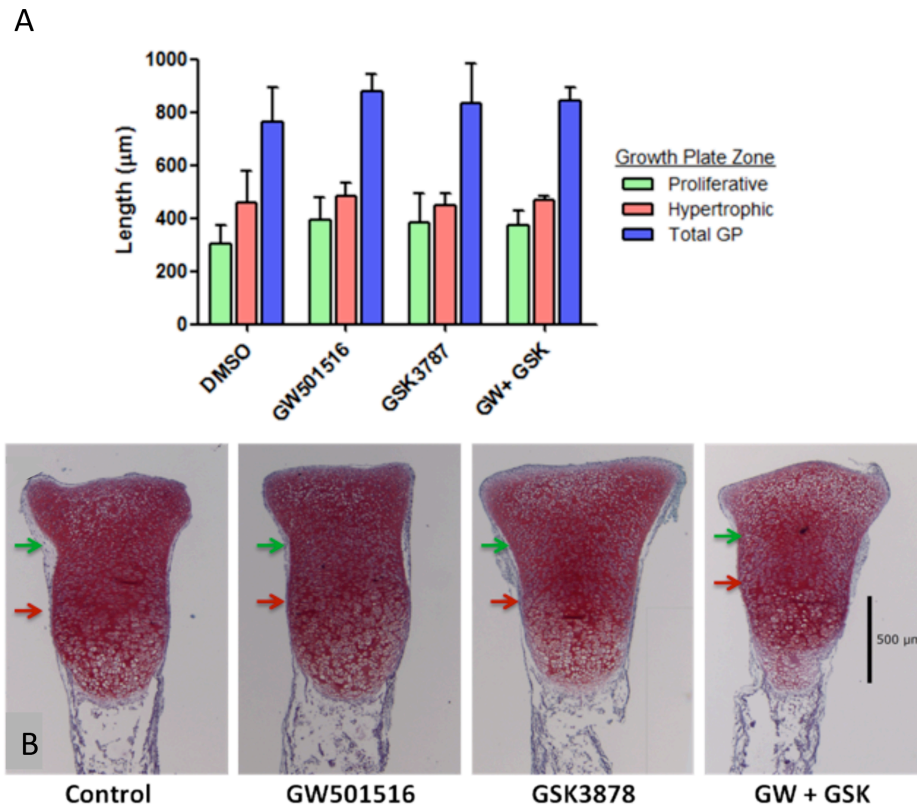 A
1000
800
600
400
200
0
Length (μm)
DMSO
GW501516
GSK3787
GW+ GSK
Growth Plate Zone
Proliferative
Hypertrophic
Total GP
500 μm
B
Control
GW501516
GSK3878
GW + GSK